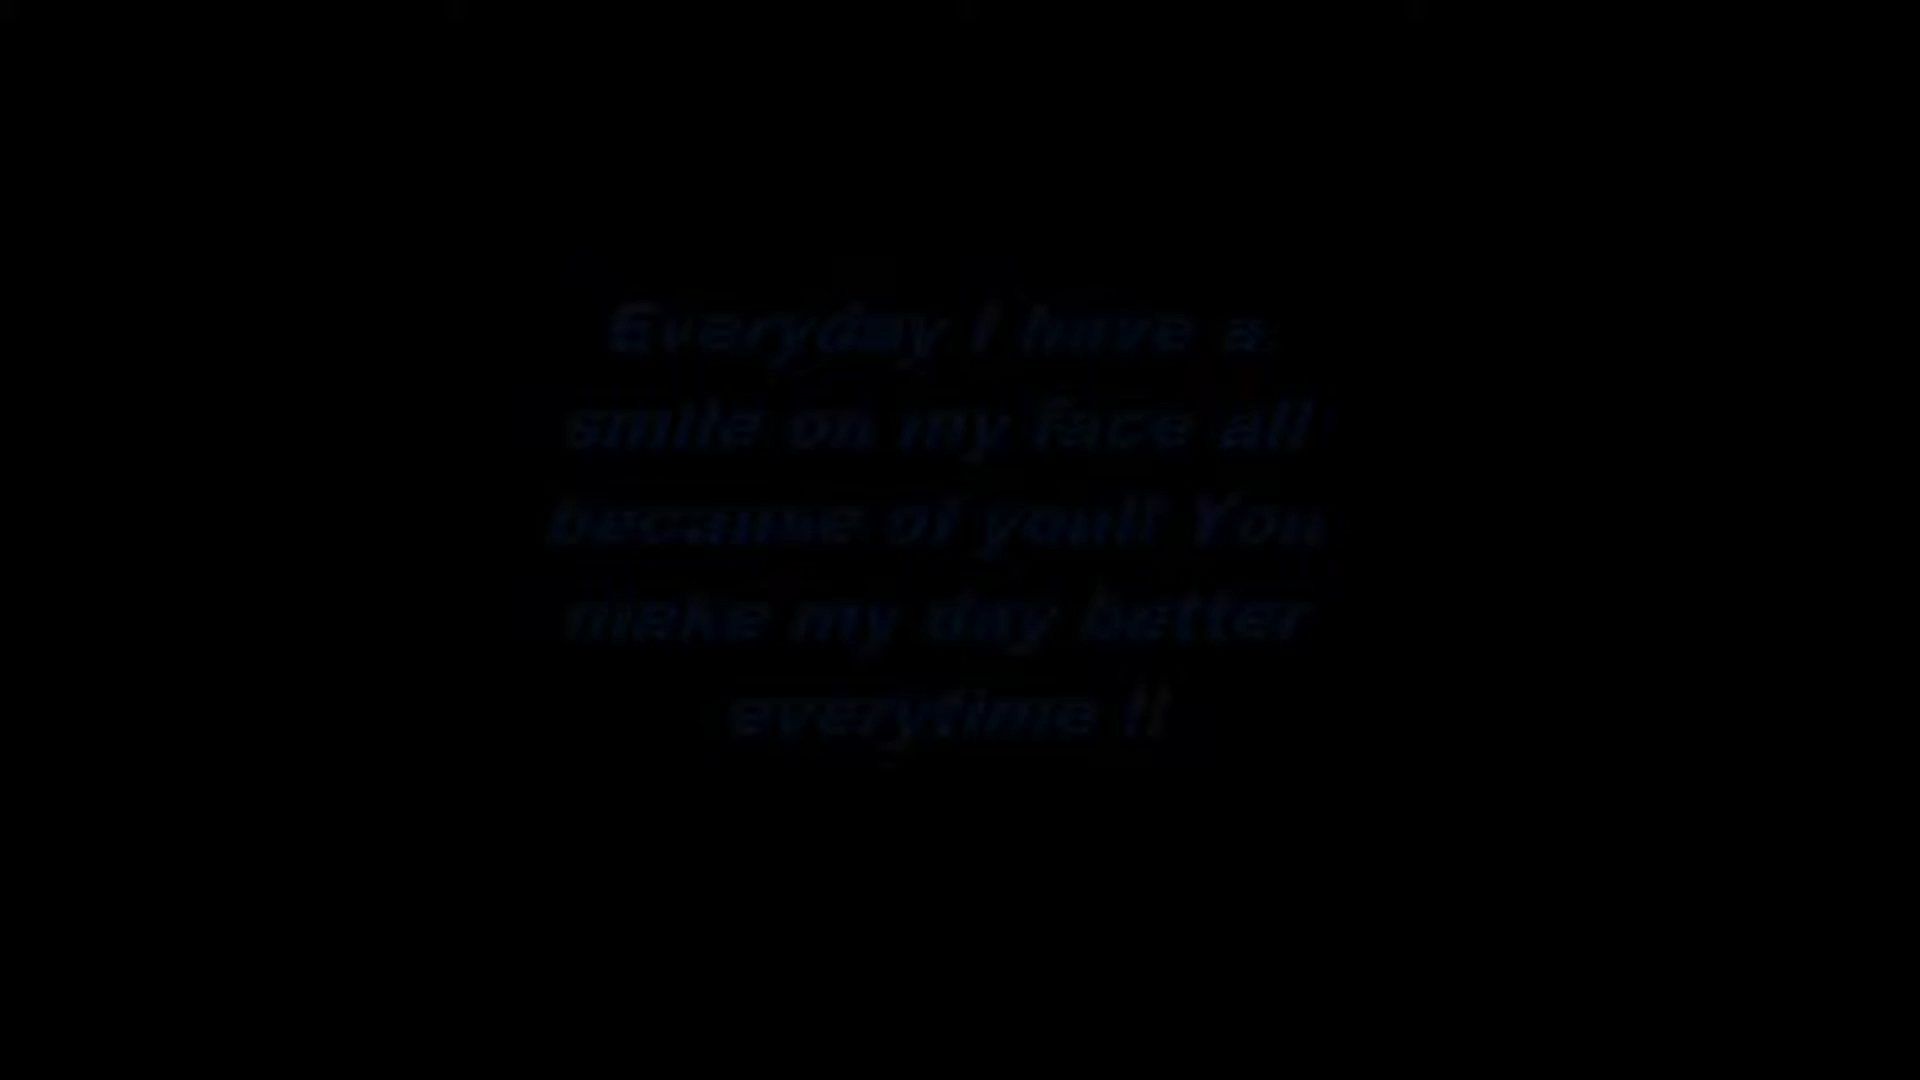 Everyday I have a
smile on my face all
because of you!! You
make my day better
everytime !!